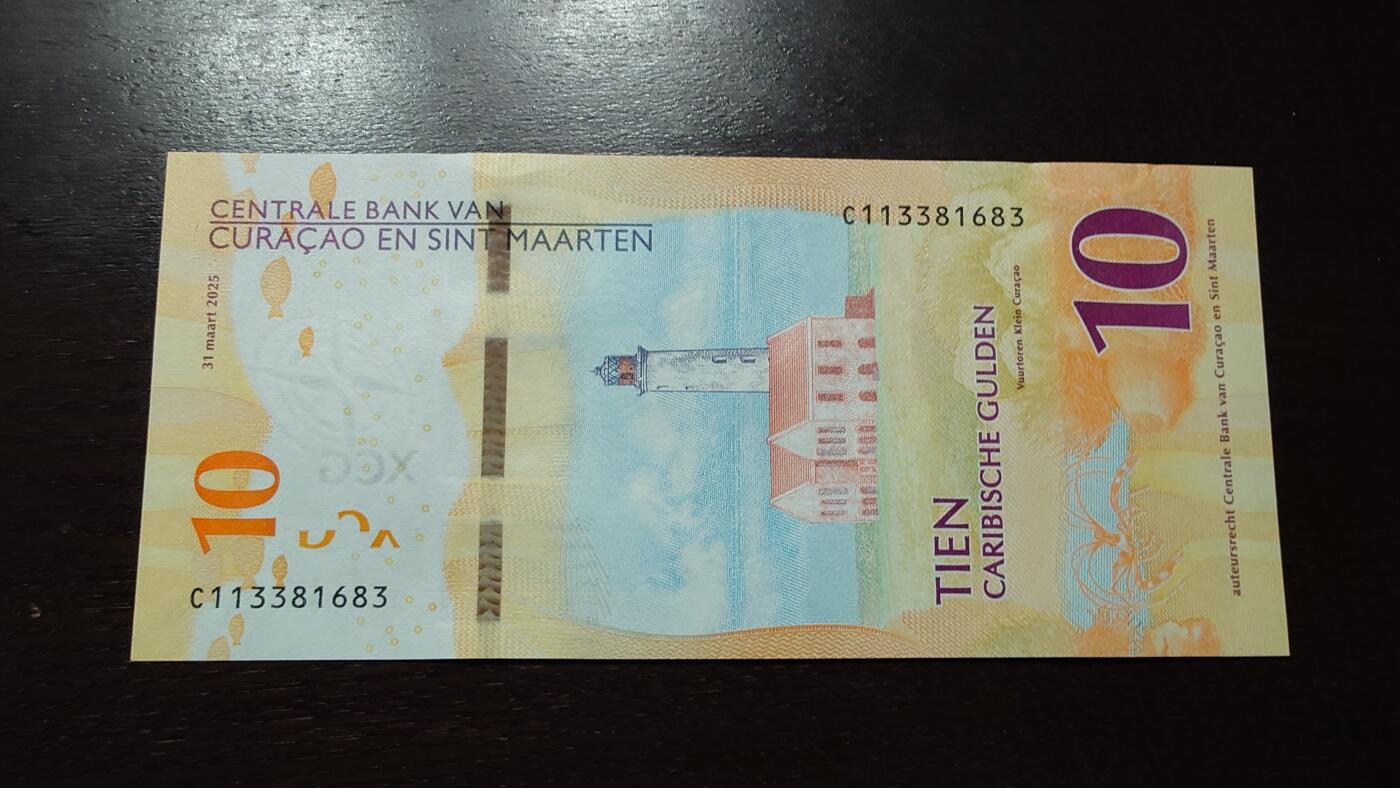 CENTRALE BANK VAN
CURAÇAO EN SINT MAARTEN
C113381683
31 maart 2025
10
XCG
C113381683
TIEN
CARIBISCHE GULDEN
Vuurtoren Klein Curaçao
10
auteursrecht Centrale Bank van Curaçao en Sint Maarten